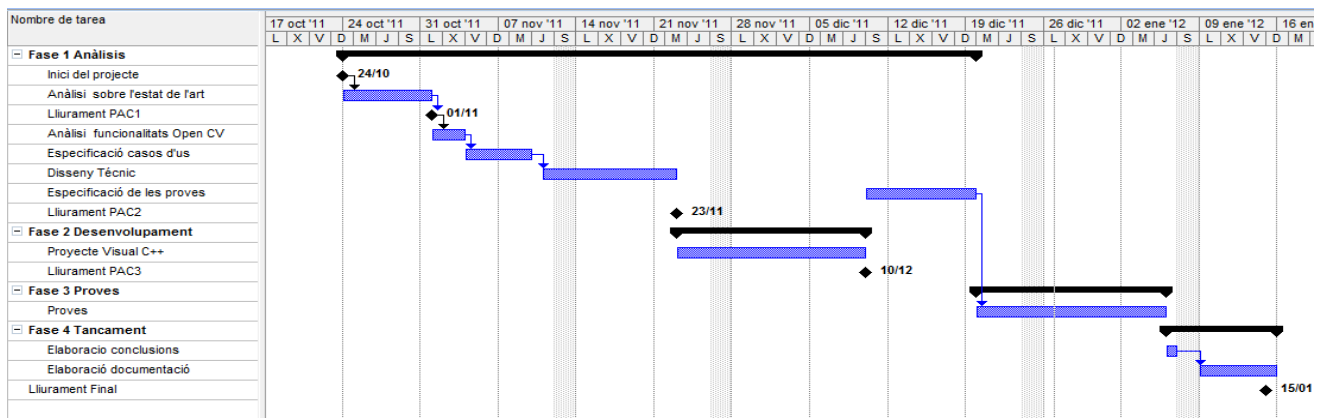 Nombre de tarea
17 oct '11 24 oct '11 31 oct '11 07 nov '11 14 nov '11 21 nov '11 28 nov '11 05 dic '11 12 dic '11 19 dic '11 26 dic '11 02 ene '12 09 ene '12 16 en
L X V D M J S L X V D M J S L X V D M J S L X V D M J S L X V D M J S L X V D M J S L X V D M
Fase 1 Anàlisis
Inici del projecte 24/10
Anàlisi sobre l'estat de l'art
Lliurament PAC1 01/11
Anàlisi funcionalitats Open CV
Especificació casos d'us
Disseny Técnic
Especificació de les proves
Lliurament PAC2 23/11
Fase 2 Desenvolupament
Proyecte Visual C++
Lliurament PAC3 10/12
Fase 3 Proves
Proves
Fase 4 Tancament
Elaboracio conclusions
Elaboració documentació
Lliurament Final 15/01